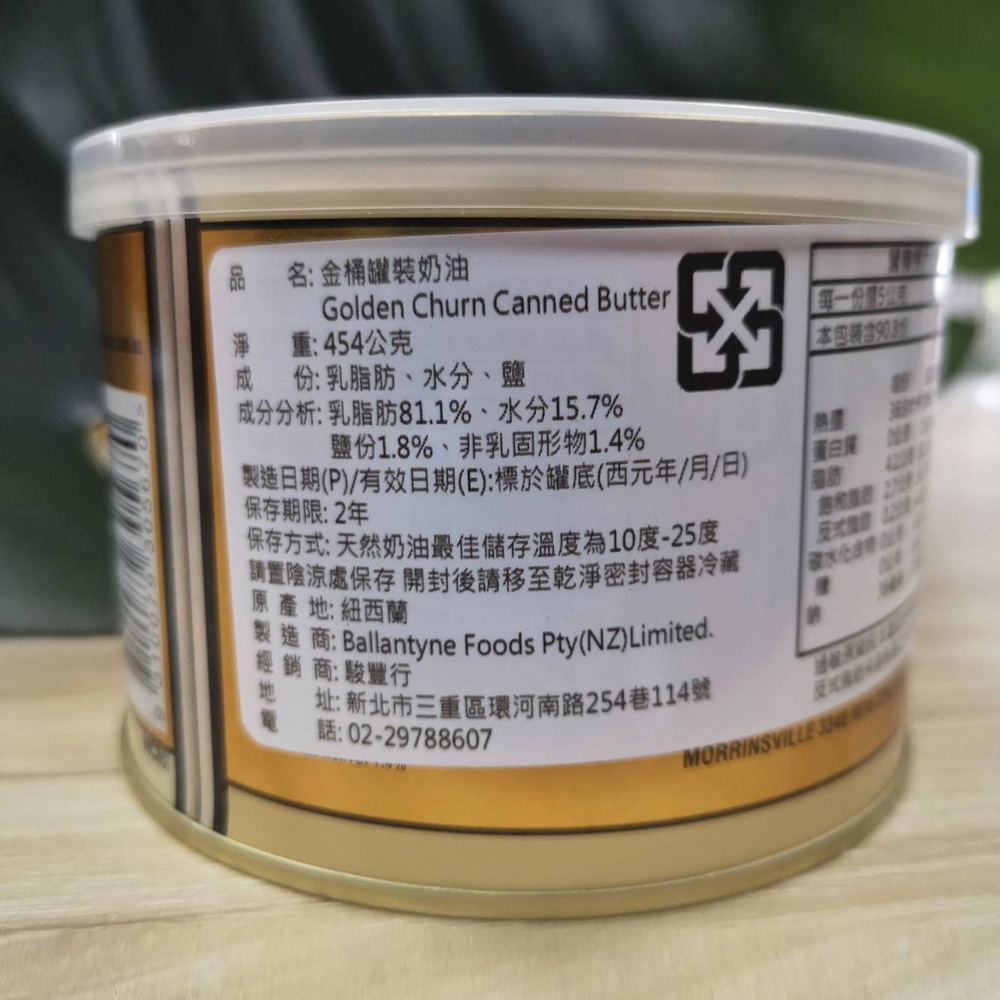 品 名: 金桶罐裝奶油
Golden Churn Canned Butter
淨 重: 454公克
成 份: 乳脂肪、水分、鹽
成分分析: 乳脂肪81.1%、水分15.7%
鹽份1.8%、非乳固形物1.4%
製造日期(P)/有效日期(E):標於罐底(西元年/月/日)
保存期限: 2年
保存方式: 天然奶油最佳儲存溫度為10度-25度
請置陰涼處保存 開封後請移至乾淨密封容器冷藏
原 產 地: 紐西蘭
製 造 商: Ballantyne Foods Pty(NZ)Limited.
經 銷 商: 駿豐行
地 址: 新北市三重區環河南路254巷114號
電 話: 02-29788607
每一份量5公克
本包裝含90.8份
熱量
蛋白質
脂肪
飽和脂肪
反式脂肪
碳水化合物
糖
鈉
MORRINSVILLE 3340